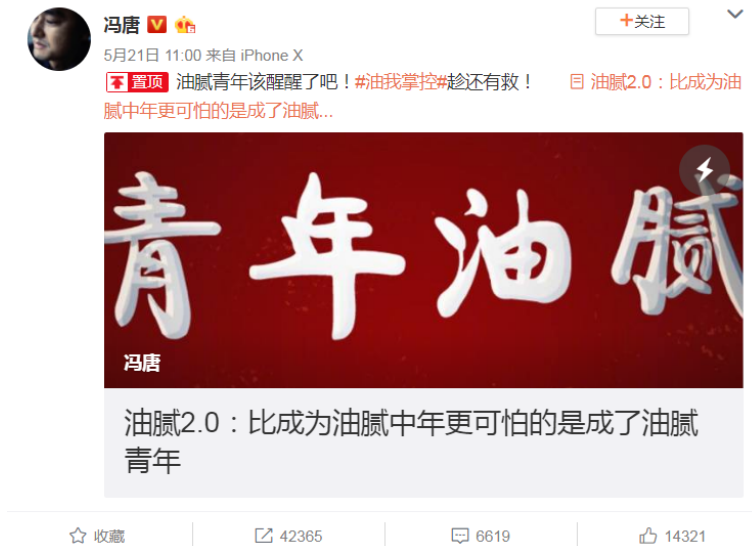 冯唐
+关注
5月21日 11:00 来自 iPhone X
置顶 油腻青年该醒醒了吧！#油我掌控#趁还有救！ 油腻2.0：比成为油
腻中年更可怕的是成了油腻...
青年油腻
冯唐
油腻2.0：比成为油腻中年更可怕的是成了油腻
青年
收藏 42365 6619 14321